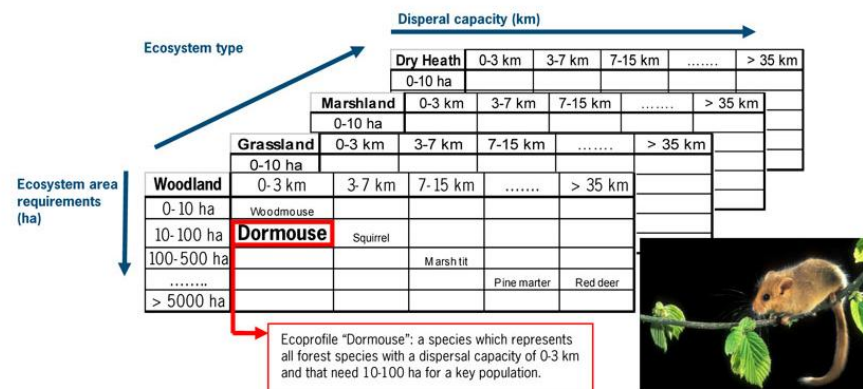 Disperal capacity (km)
Ecosystem type
Dry Heath 0-3 km 3-7 km 7-15 km ....... > 35 km
0-10 ha
Marshland 0-3 km 3-7 km 7-15 km ....... > 35 km
0-10 ha
Grassland 0-3 km 3-7 km 7-15 km ....... > 35 km
0-10 ha
Ecosystem area
requirements
(ha)
Woodland 0-3 km 3-7 km 7-15 km ....... > 35 km
0-10 ha Woodmouse
10-100 ha Dormouse Squirrel
100-500 ha Marsh tit
........ Pine marter Red deer
> 5000 ha
Ecoprofile "Dormouse": a species which represents
all forest species with a dispersal capacity of 0-3 km
and that need 10-100 ha for a key population.